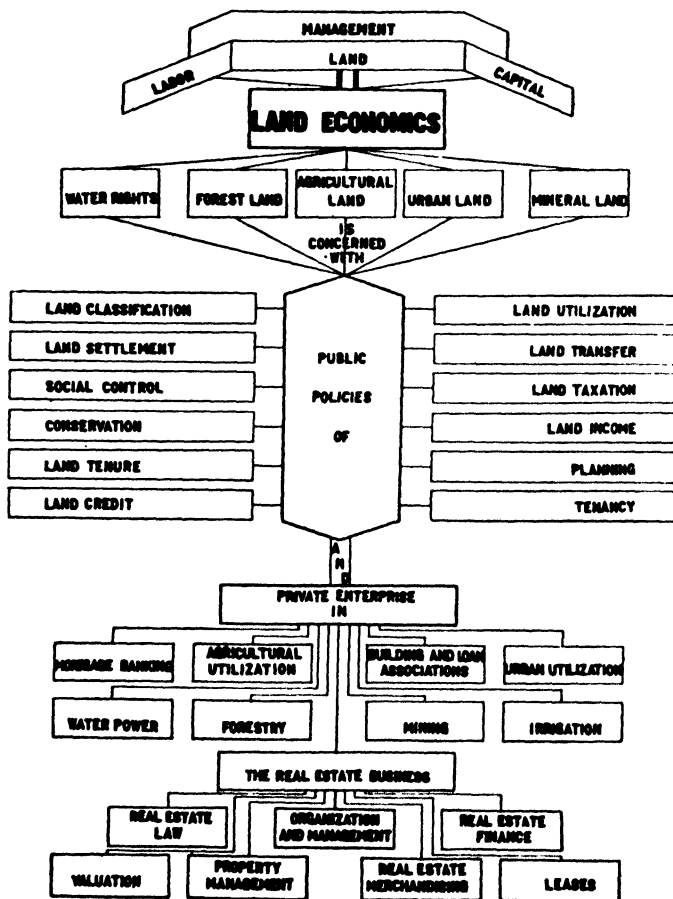 MANAGEMENT
LAND
LABOR
CAPITAL
LAND ECONOMICS
WATER RIGHTS
FOREST LAND
AGRICULTURAL
LAND
URBAN LAND
MINERAL LAND
IS
CONCERNED
WITH
LAND CLASSIFICATION
LAND SETTLEMENT
SOCIAL CONTROL
CONSERVATION
LAND TENURE
LAND CREDIT
PUBLIC
POLICIES
OF
LAND UTILIZATION
LAND TRANSFER
LAND TAXATION
LAND INCOME
PLANNING
TENANCY
AND
PRIVATE ENTERPRISE
IN
MORGAGE BANKING
AGRICULTURAL
UTILIZATION
BUILDING AND LOAN
ASSOCIATIONS
URBAN UTILIZATION
WATER POWER
FORESTRY
MINING
IRRIGATION
THE REAL ESTATE BUSINESS
REAL ESTATE
LAW
ORGANIZATION
AND MANAGEMENT
REAL ESTATE
FINANCE
VALUATION
PROPERTY
MANAGEMENT
REAL ESTATE
MERCHANDISING
LEASES